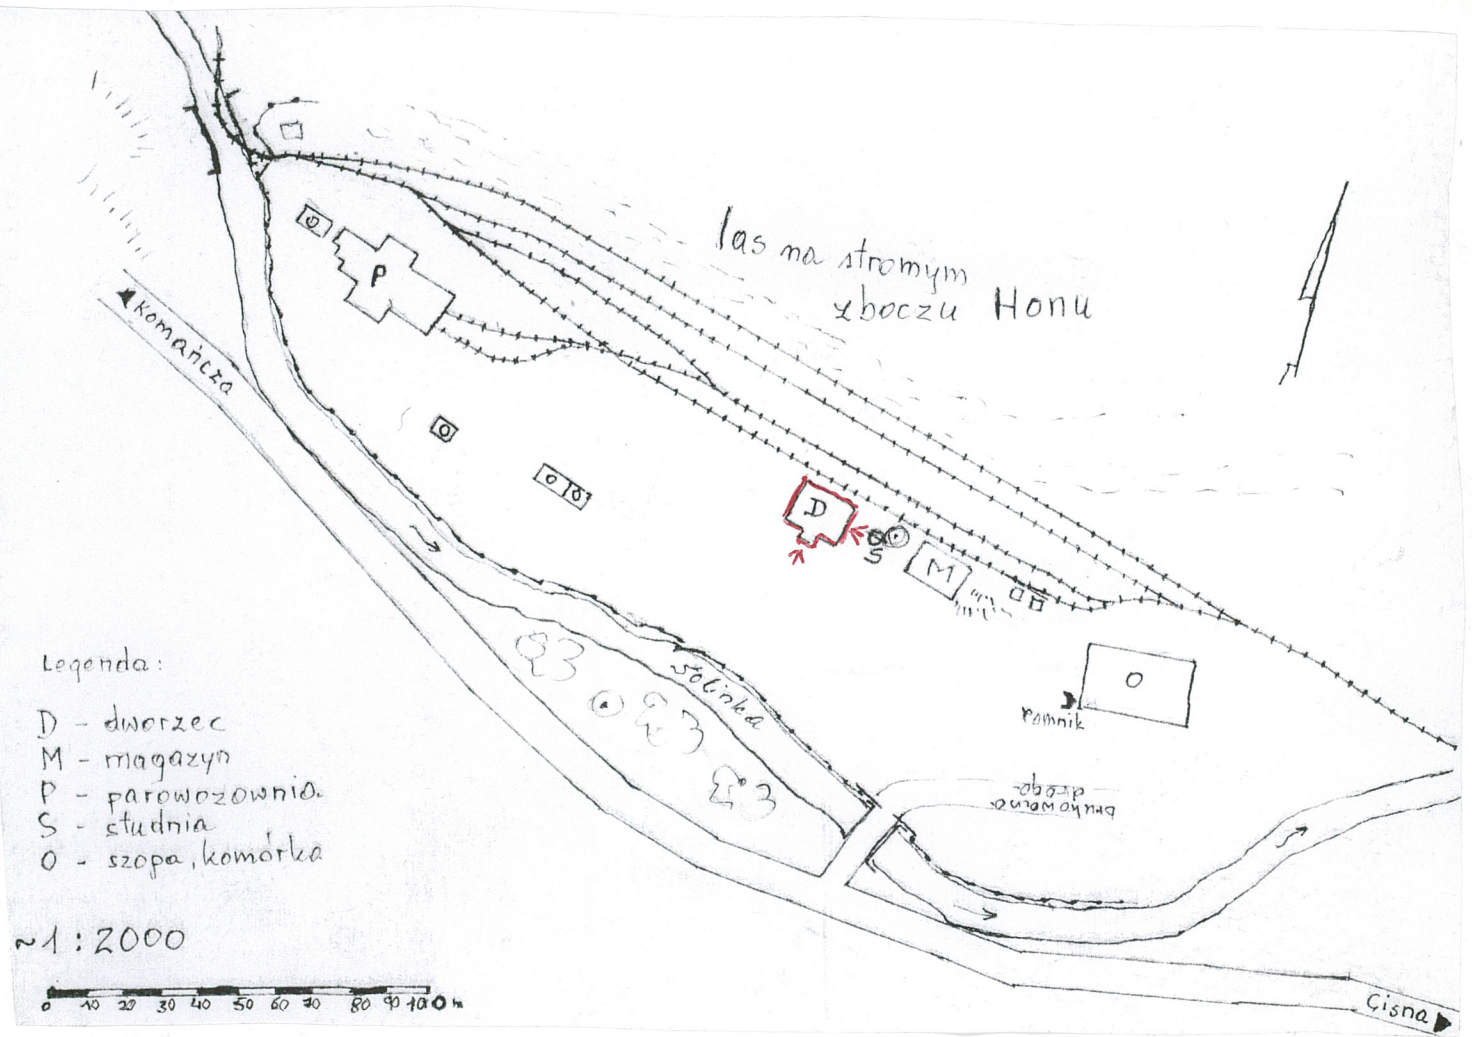 las na stromym
zboczu Honu
Komańcza
O
P
O
O
O
D
S
M
Solinka
O
Pomnik
brukowana
droga
Legenda:
D - dworzec
M - magazyn
P - parowozownia
S - studnia
O - szopa, komórka
~1:2000
0 10 20 30 40 50 60 70 80 90 100 m
Cisna